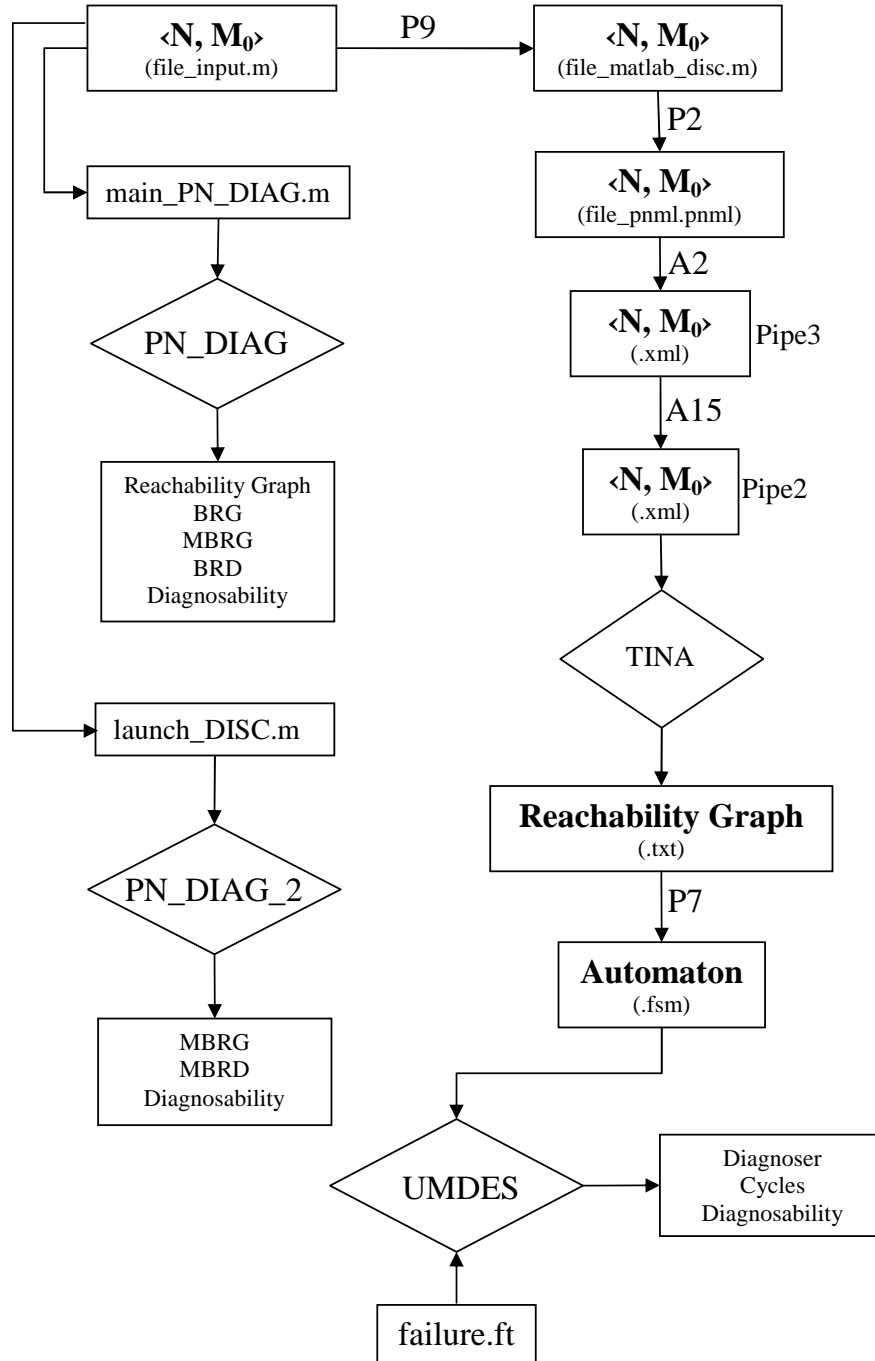 ‹N, M₀›
(file_input.m)
P9
‹N, M₀›
(file_matlab_disc.m)
P2
‹N, M₀›
(file_pnml.pnml)
A2
‹N, M₀›
(.xml)
Pipe3
A15
‹N, M₀›
(.xml)
Pipe2
TINA
Reachability Graph
(.txt)
P7
Automaton
(.fsm)
UMDES
Diagnoser
Cycles
Diagnosability
failure.ft
main_PN_DIAG.m
PN_DIAG
Reachability Graph
BRG
MBRG
BRD
Diagnosability
launch_DISC.m
PN_DIAG_2
MBRG
MBRD
Diagnosability